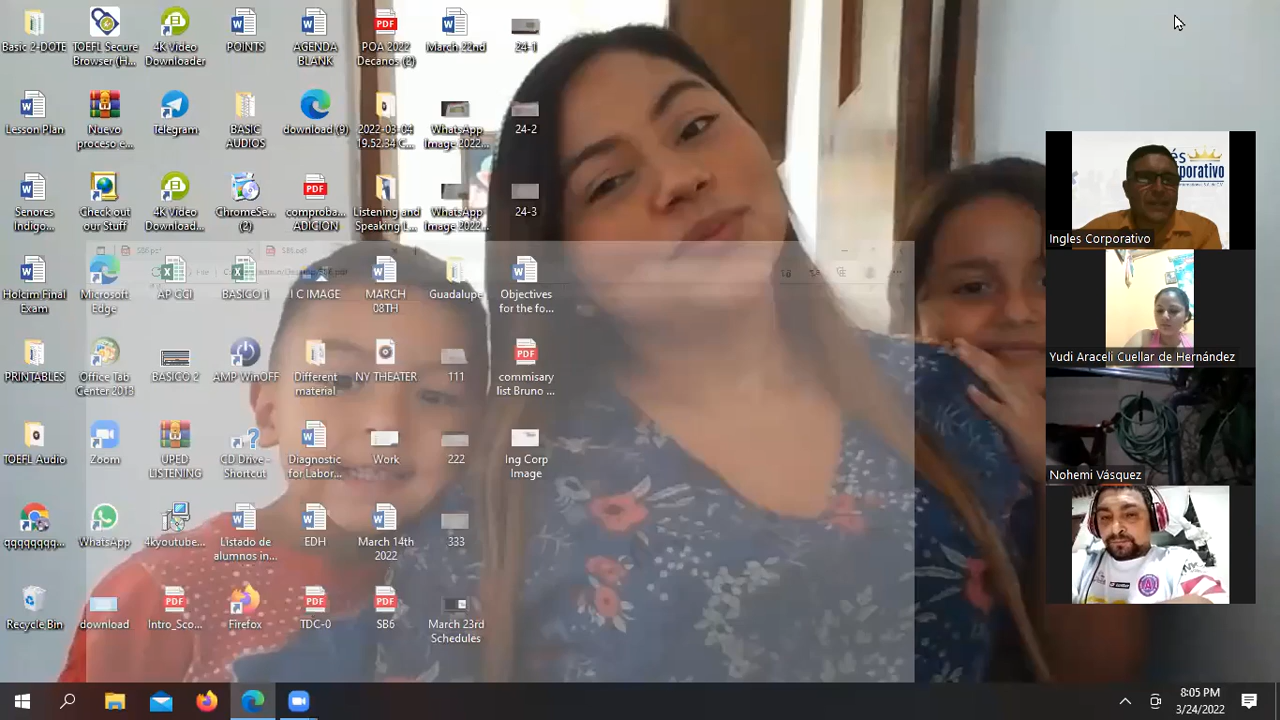 Basic 2-DOTE
TOEFL Secure
Browser (H...
4K Video
Downloader
POINTS
AGENDA
BLANK
POA 2022
Decanos (2)
March 22nd
24-1
Lesson Plan
Nuevo
proceso e...
Telegram
BASIC
AUDIOS
download (9)
2022-03-04
19.52.34 C...
WhatsApp
Image 2022...
24-2
Senores
Indigo...
Check out
our Stuff
4K Video
Download...
ChromeSe...
(2)
comproba...
ADICION
Listening and
Speaking L...
WhatsApp
Image 2022...
24-3
Holcim Final
Exam
Microsoft
Edge
AP CCI
BASICO 1
I C IMAGE
MARCH
08TH
Guadalupe
Objectives
for the fo...
PRINTABLES
Office Tab
Center 2013
BASICO 2
AMP WinOFF
Different
material
NY THEATER
111
commisary
list Bruno ...
TOEFL Audio
Zoom
UPED
LISTENING
CD Drive -
Shortcut
Diagnostic
for Labor...
Work
222
Ing Corp
Image
qqqqqqqq...
WhatsApp
4kyoutube...
Listado de
alumnos in...
EDH
March 14th
2022
333
Recycle Bin
download
Intro_Sco...
Firefox
TDC-0
SB6
March 23rd
Schedules
Ingles Corporativo
Yudi Araceli Cuellar de Hernández
Nohemi Vásquez
8:05 PM
3/24/2022